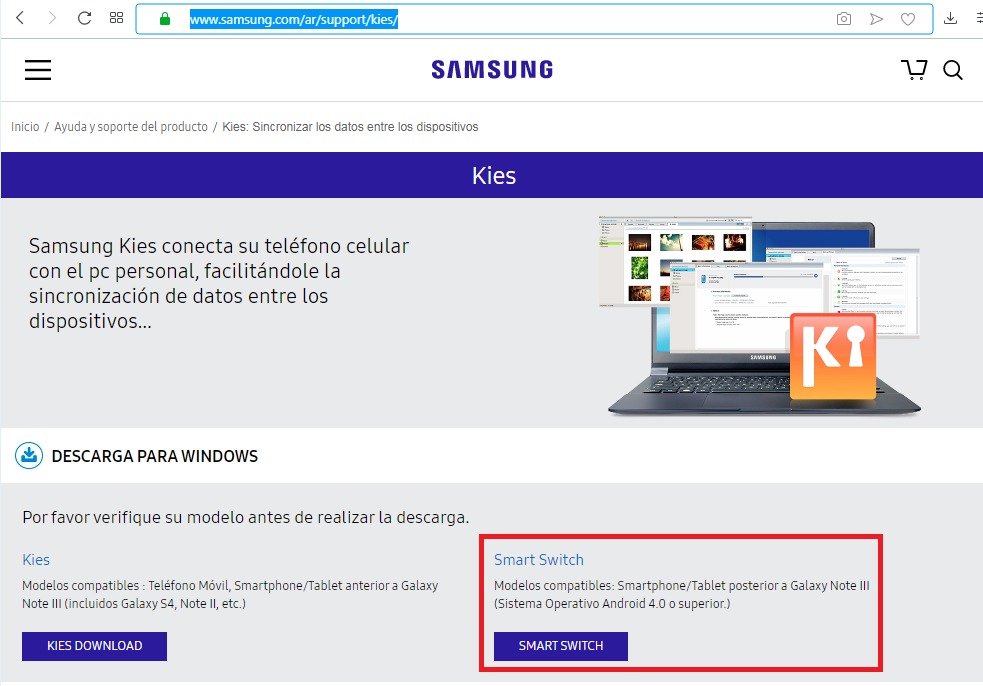 www.samsung.com/ar/support/kies/
SAMSUNG
Inicio / Ayuda y soporte del producto / Kies: Sincronizar los datos entre los dispositivos
Kies
Samsung Kies conecta su teléfono celular
con el pc personal, facilitándole la
sincronización de datos entre los
dispositivos...
SAMSUNG
Ki
DESCARGA PARA WINDOWS
Por favor verifique su modelo antes de realizar la descarga.
Kies
Modelos compatibles : Teléfono Móvil, Smartphone/Tablet anterior a Galaxy
Note III (incluidos Galaxy S4, Note II, etc.)
KIES DOWNLOAD
Smart Switch
Modelos compatibles: Smartphone/Tablet posterior a Galaxy Note III
(Sistema Operativo Android 4.0 o superior.)
SMART SWITCH